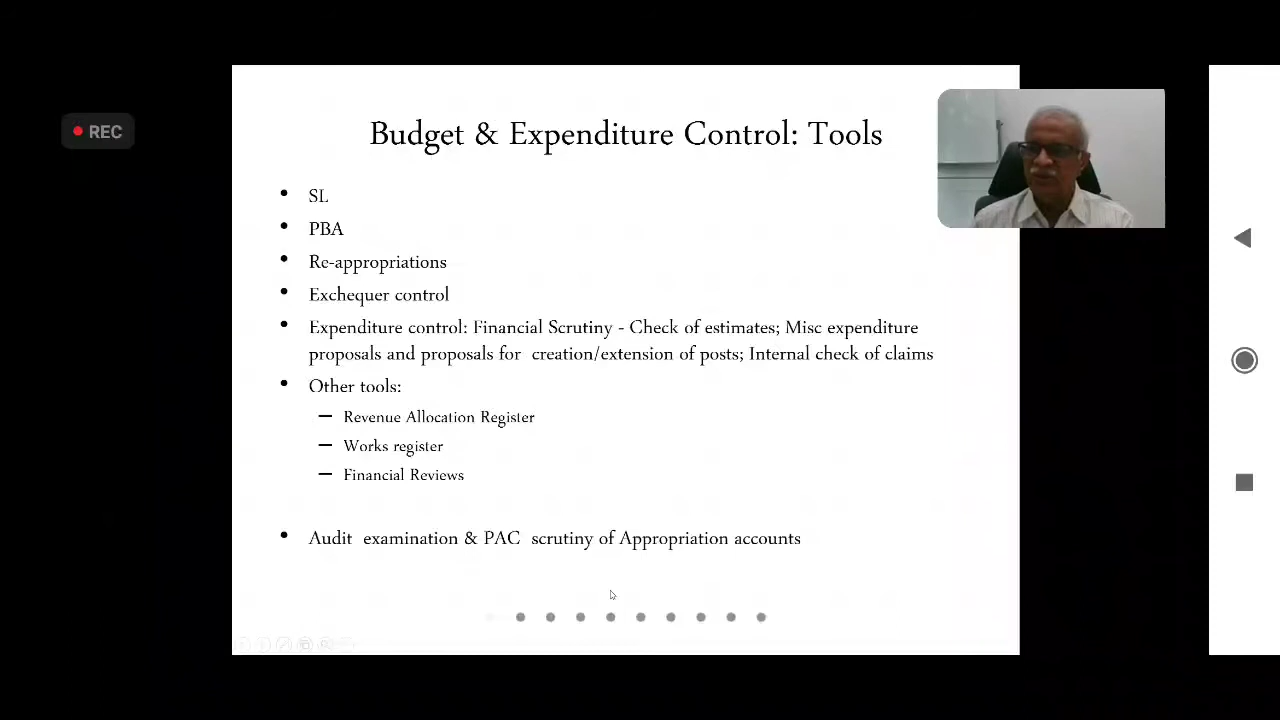 REC
Budget & Expenditure Control: Tools
• SL
• PBA
• Re-appropriations
• Exchequer control
• Expenditure control: Financial Scrutiny - Check of estimates; Misc expenditure
proposals and proposals for creation/extension of posts; Internal check of claims
• Other tools:
– Revenue Allocation Register
– Works register
– Financial Reviews
• Audit examination & PAC scrutiny of Appropriation accounts